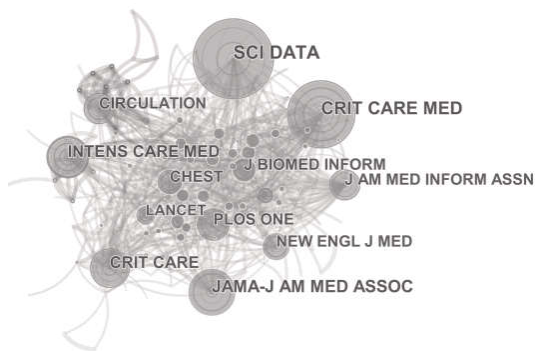 SCI DATA
CIRCULATION
CRIT CARE MED
INTENS CARE MED
J BIOMED INFORM
CHEST
J AM MED INFORM ASSN
LANCET
PLOS ONE
NEW ENGL J MED
CRIT CARE
JAMA-J AM MED ASSOC